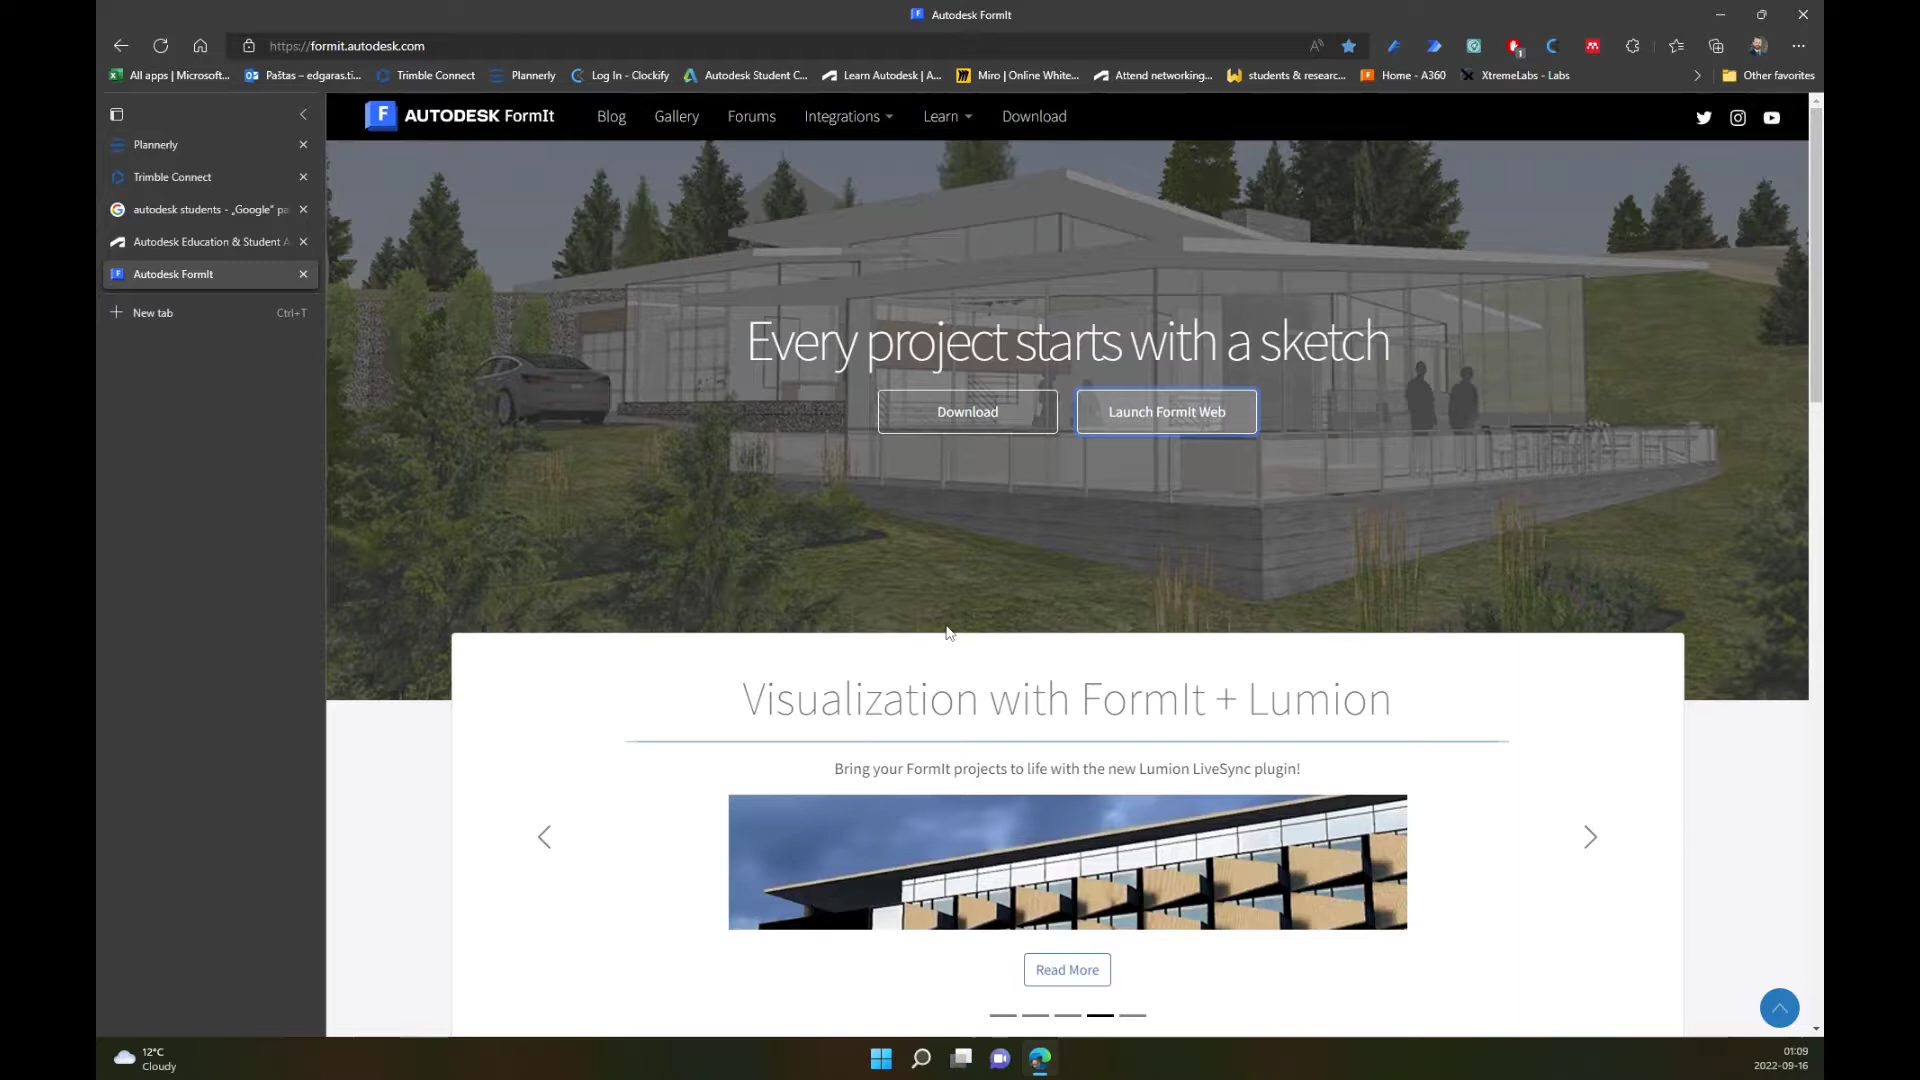 Autodesk FormIt
https://formit.autodesk.com
All apps | Microsoft...
Paštas – edgaras.ti...
Trimble Connect
Plannerly
Log In - Clockify
Autodesk Student C...
Learn Autodesk | A...
Miro | Online White...
Attend networking...
students & researc...
Home - A360
XtremeLabs - Labs
Other favorites
Plannerly
Trimble Connect
autodesk students - „Google“ pa
Autodesk Education & Student A
Autodesk FormIt
New tab Ctrl+T
AUTODESK FormIt Blog Gallery Forums Integrations Learn Download
Every project starts with a sketch
Download Launch FormIt Web
Visualization with FormIt + Lumion
Bring your FormIt projects to life with the new Lumion LiveSync plugin!
Read More
12°C
Cloudy
01:09
2022-09-16